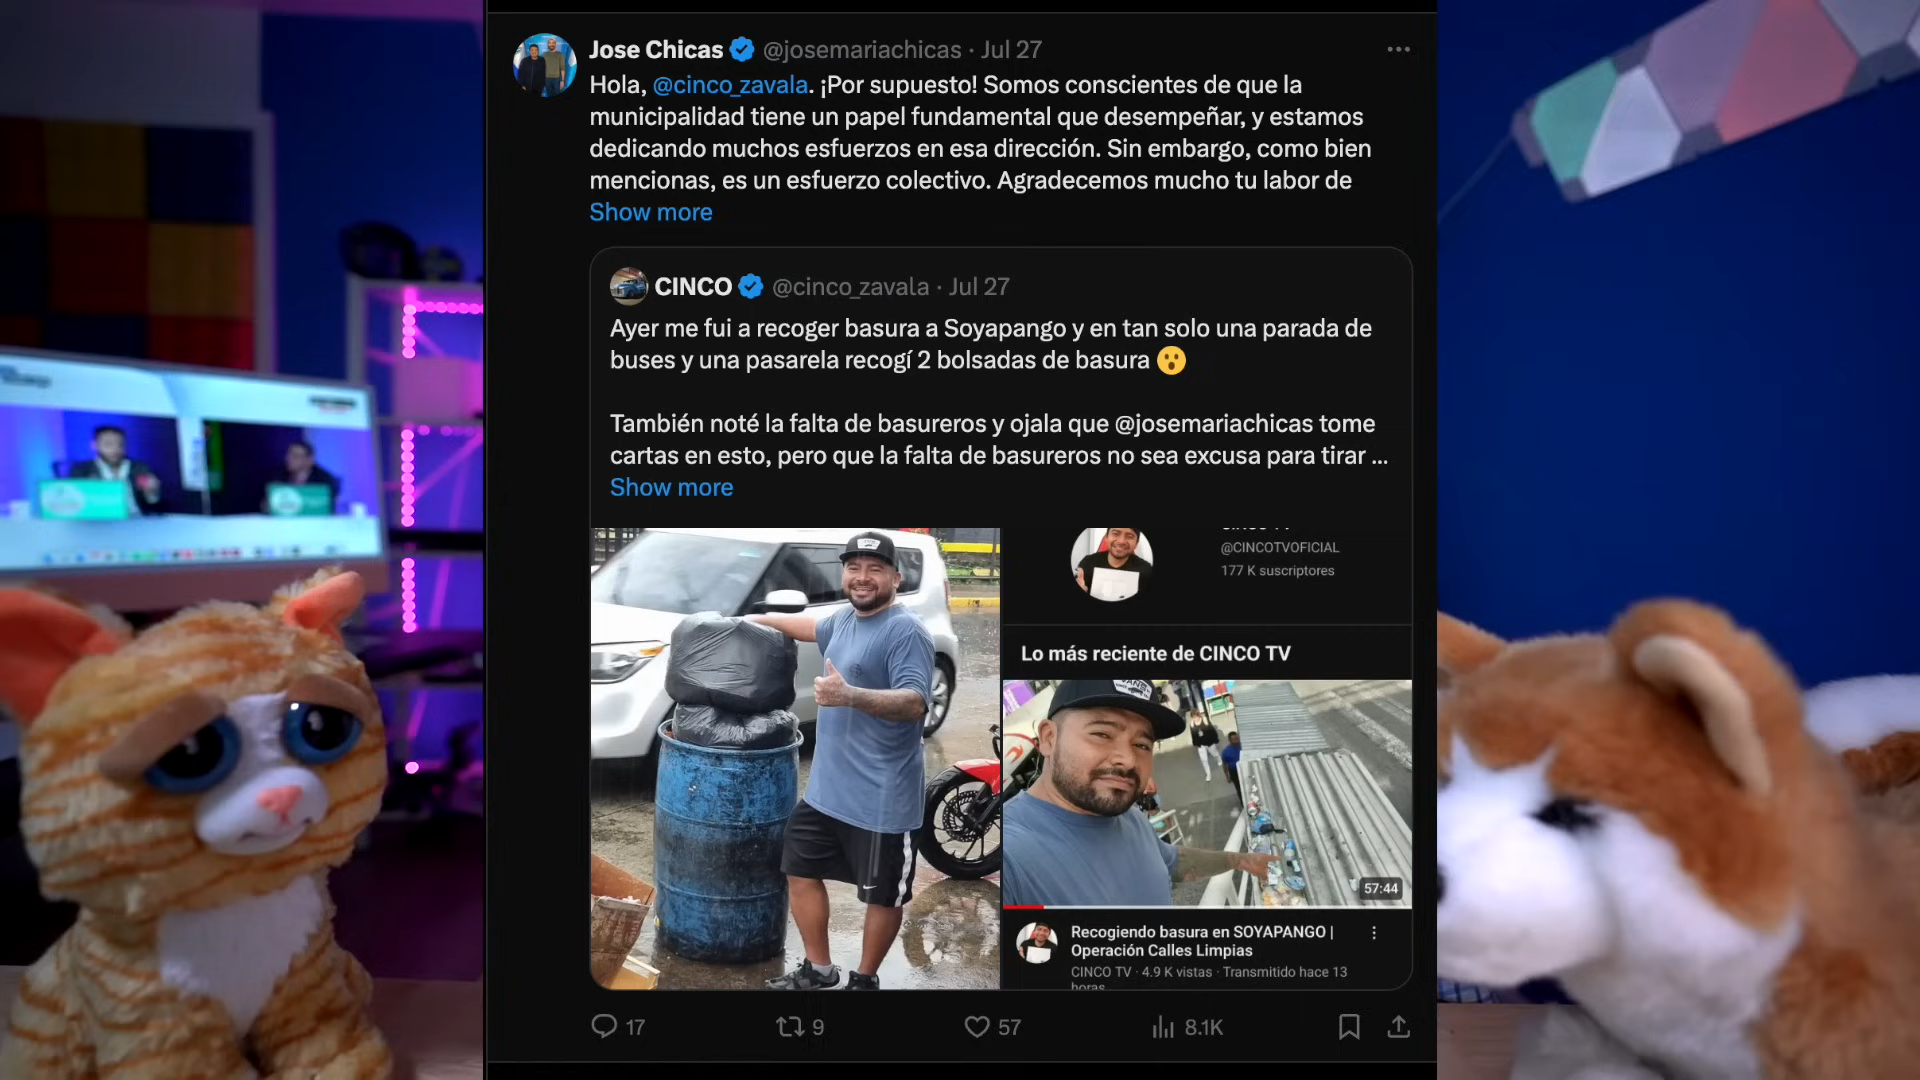 Jose Chicas @josemariachicas · Jul 27
Hola, @cinco_zavala. ¡Por supuesto! Somos conscientes de que la
municipalidad tiene un papel fundamental que desempeñar, y estamos
dedicando muchos esfuerzos en esa dirección. Sin embargo, como bien
mencionas, es un esfuerzo colectivo. Agradecemos mucho tu labor de
Show more
CINCO @cinco_zavala · Jul 27
Ayer me fui a recoger basura a Soyapango y en tan solo una parada de
buses y una pasarela recogí 2 bolsadas de basura 😮
También noté la falta de basureros y ojala que @josemariachicas tome
cartas en esto, pero que la falta de basureros no sea excusa para tirar ...
Show more
@CINCOTVOFICIAL
177 K suscriptores
Lo más reciente de CINCO TV
57:44
Recogiendo basura en SOYAPANGO |
Operación Calles Limpias
CINCO TV · 4.9 K vistas · Transmitido hace 13
horas
17 9 57 8.1K